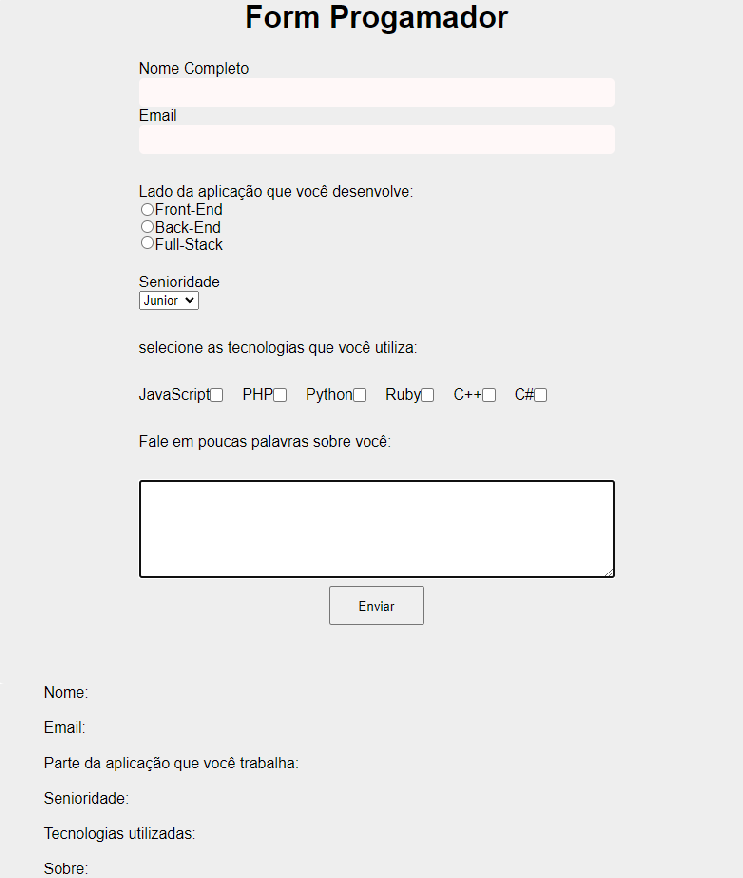 Form Progamador
Nome Completo
Email
Lado da aplicação que você desenvolve:
Front-End
Back-End
Full-Stack
Senioridade
Junior
selecione as tecnologias que você utiliza:
JavaScript PHP Python Ruby C++ C#
Fale em poucas palavras sobre você:
Enviar
Nome:
Email:
Parte da aplicação que você trabalha:
Senioridade:
Tecnologias utilizadas:
Sobre: